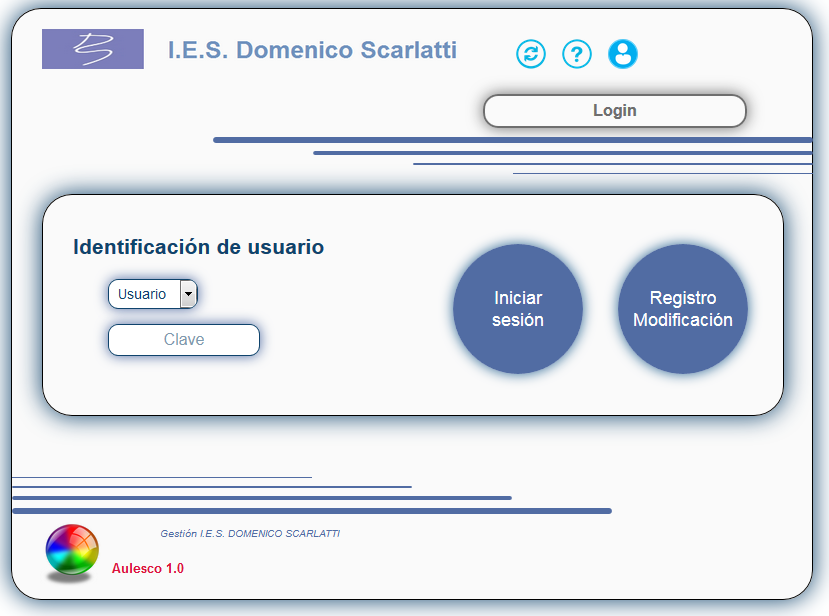 I.E.S. Domenico Scarlatti
?
Login
Identificación de usuario
Usuario
Clave
Iniciar
sesión
Registro
Modificación
Gestión I.E.S. DOMENICO SCARLATTI
Aulesco 1.0